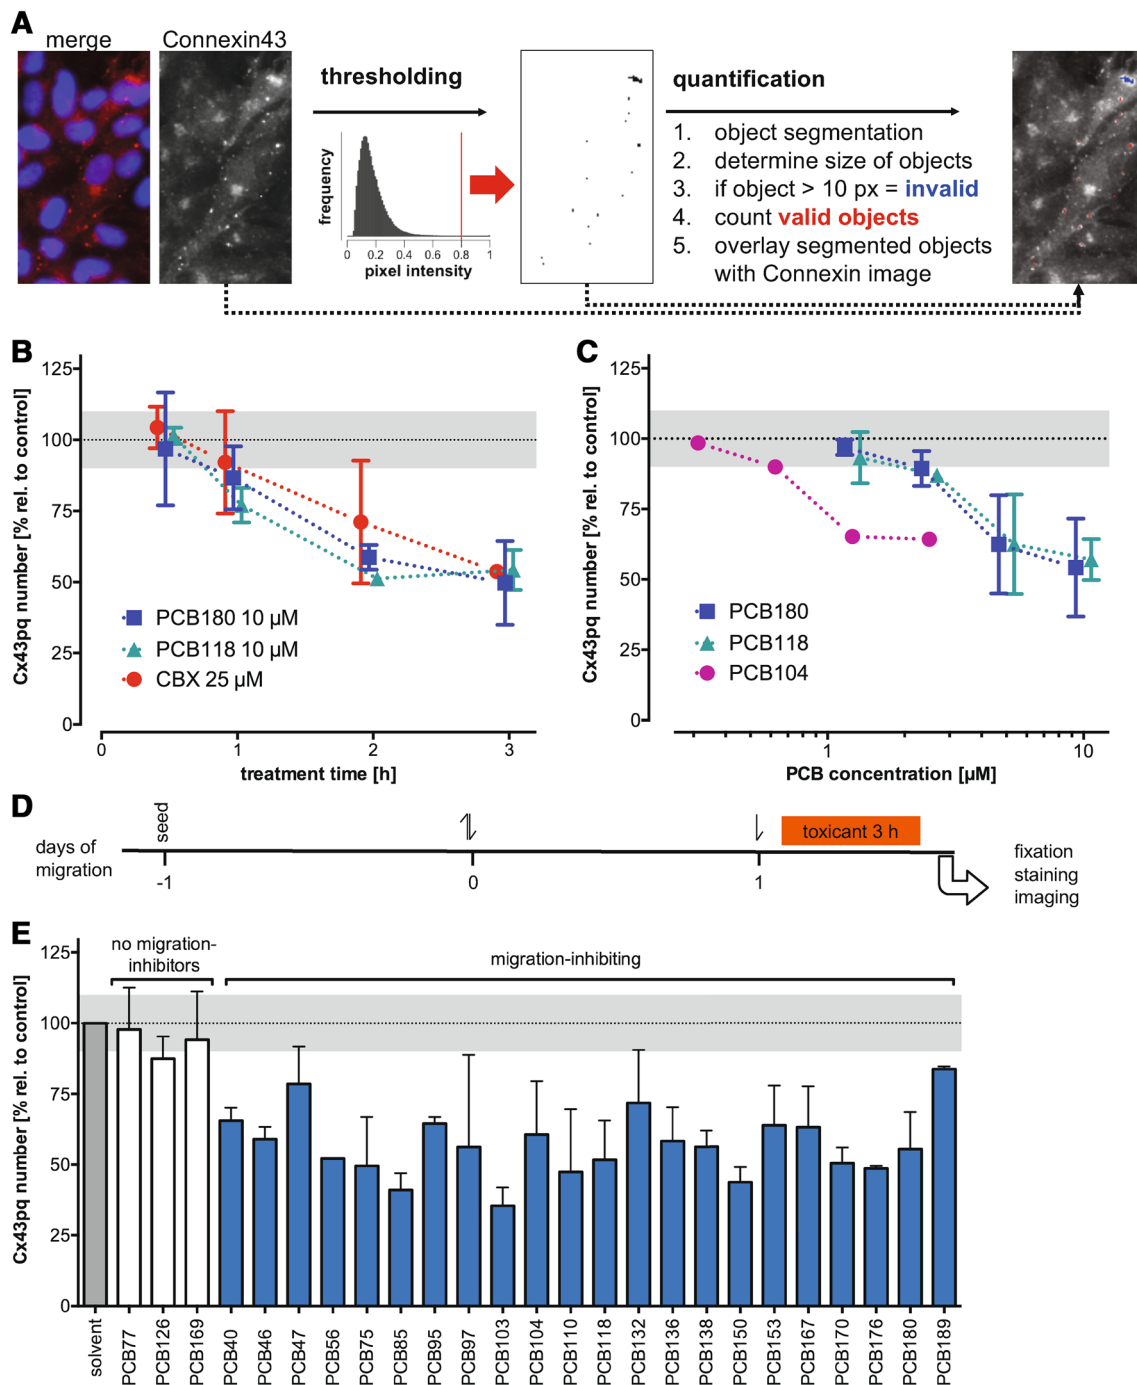 A
merge
Connexin43
thresholding
frequency
0 0.2 0.4 0.6 0.8 1
pixel intensity
quantification
1. object segmentation
2. determine size of objects
3. if object > 10 px = invalid
4. count valid objects
5. overlay segmented objects
with Connexin image
B
Cx43pq number [% rel. to control]
125
100
75
50
25
0
PCB180 10 µM
PCB118 10 µM
CBX 25 µM
0 1 2 3
treatment time [h]
C
Cx43pq number [% rel. to control]
125
100
75
50
25
0
PCB180
PCB118
PCB104
1 10
PCB concentration [µM]
D
days of
migration
seed
-1 0 1
toxicant 3 h
fixation
staining
imaging
E
Cx43pq number [% rel. to control]
125
100
75
50
25
0
no migration-
inhibitors
migration-inhibiting
solvent
PCB77
PCB126
PCB169
PCB40
PCB46
PCB47
PCB56
PCB75
PCB85
PCB95
PCB97
PCB103
PCB104
PCB110
PCB118
PCB132
PCB136
PCB138
PCB150
PCB153
PCB167
PCB170
PCB176
PCB180
PCB189